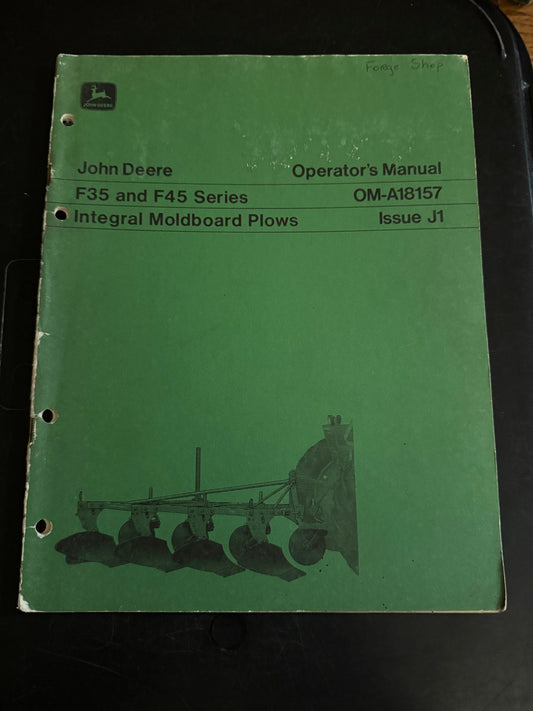 Forge Shop
JOHN DEERE
John Deere Operator's Manual
F35 and F45 Series OM-A18157
Integral Moldboard Plows Issue J1